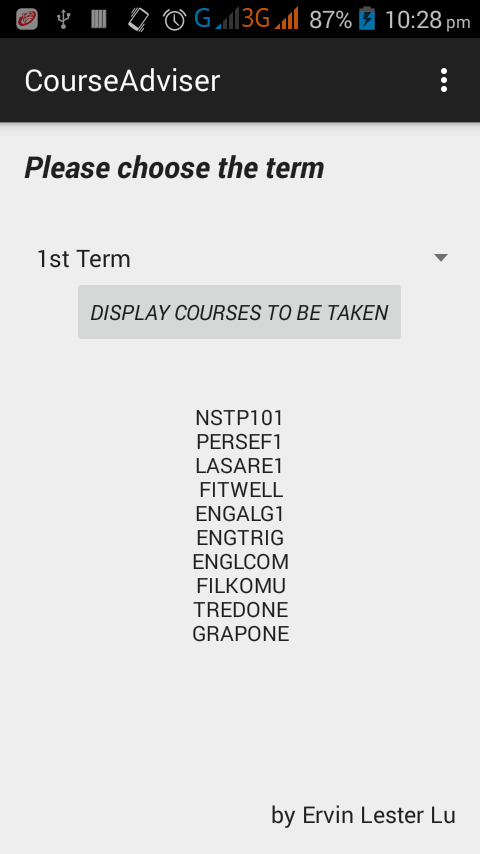 G 3G 87% 10:28 pm
CourseAdviser
Please choose the term
1st Term
DISPLAY COURSES TO BE TAKEN
NSTP101
PERSEF1
LASARE1
FITWELL
ENGALG1
ENGTRIG
ENGLCOM
FILKOMU
TREDONE
GRAPONE
by Ervin Lester Lu